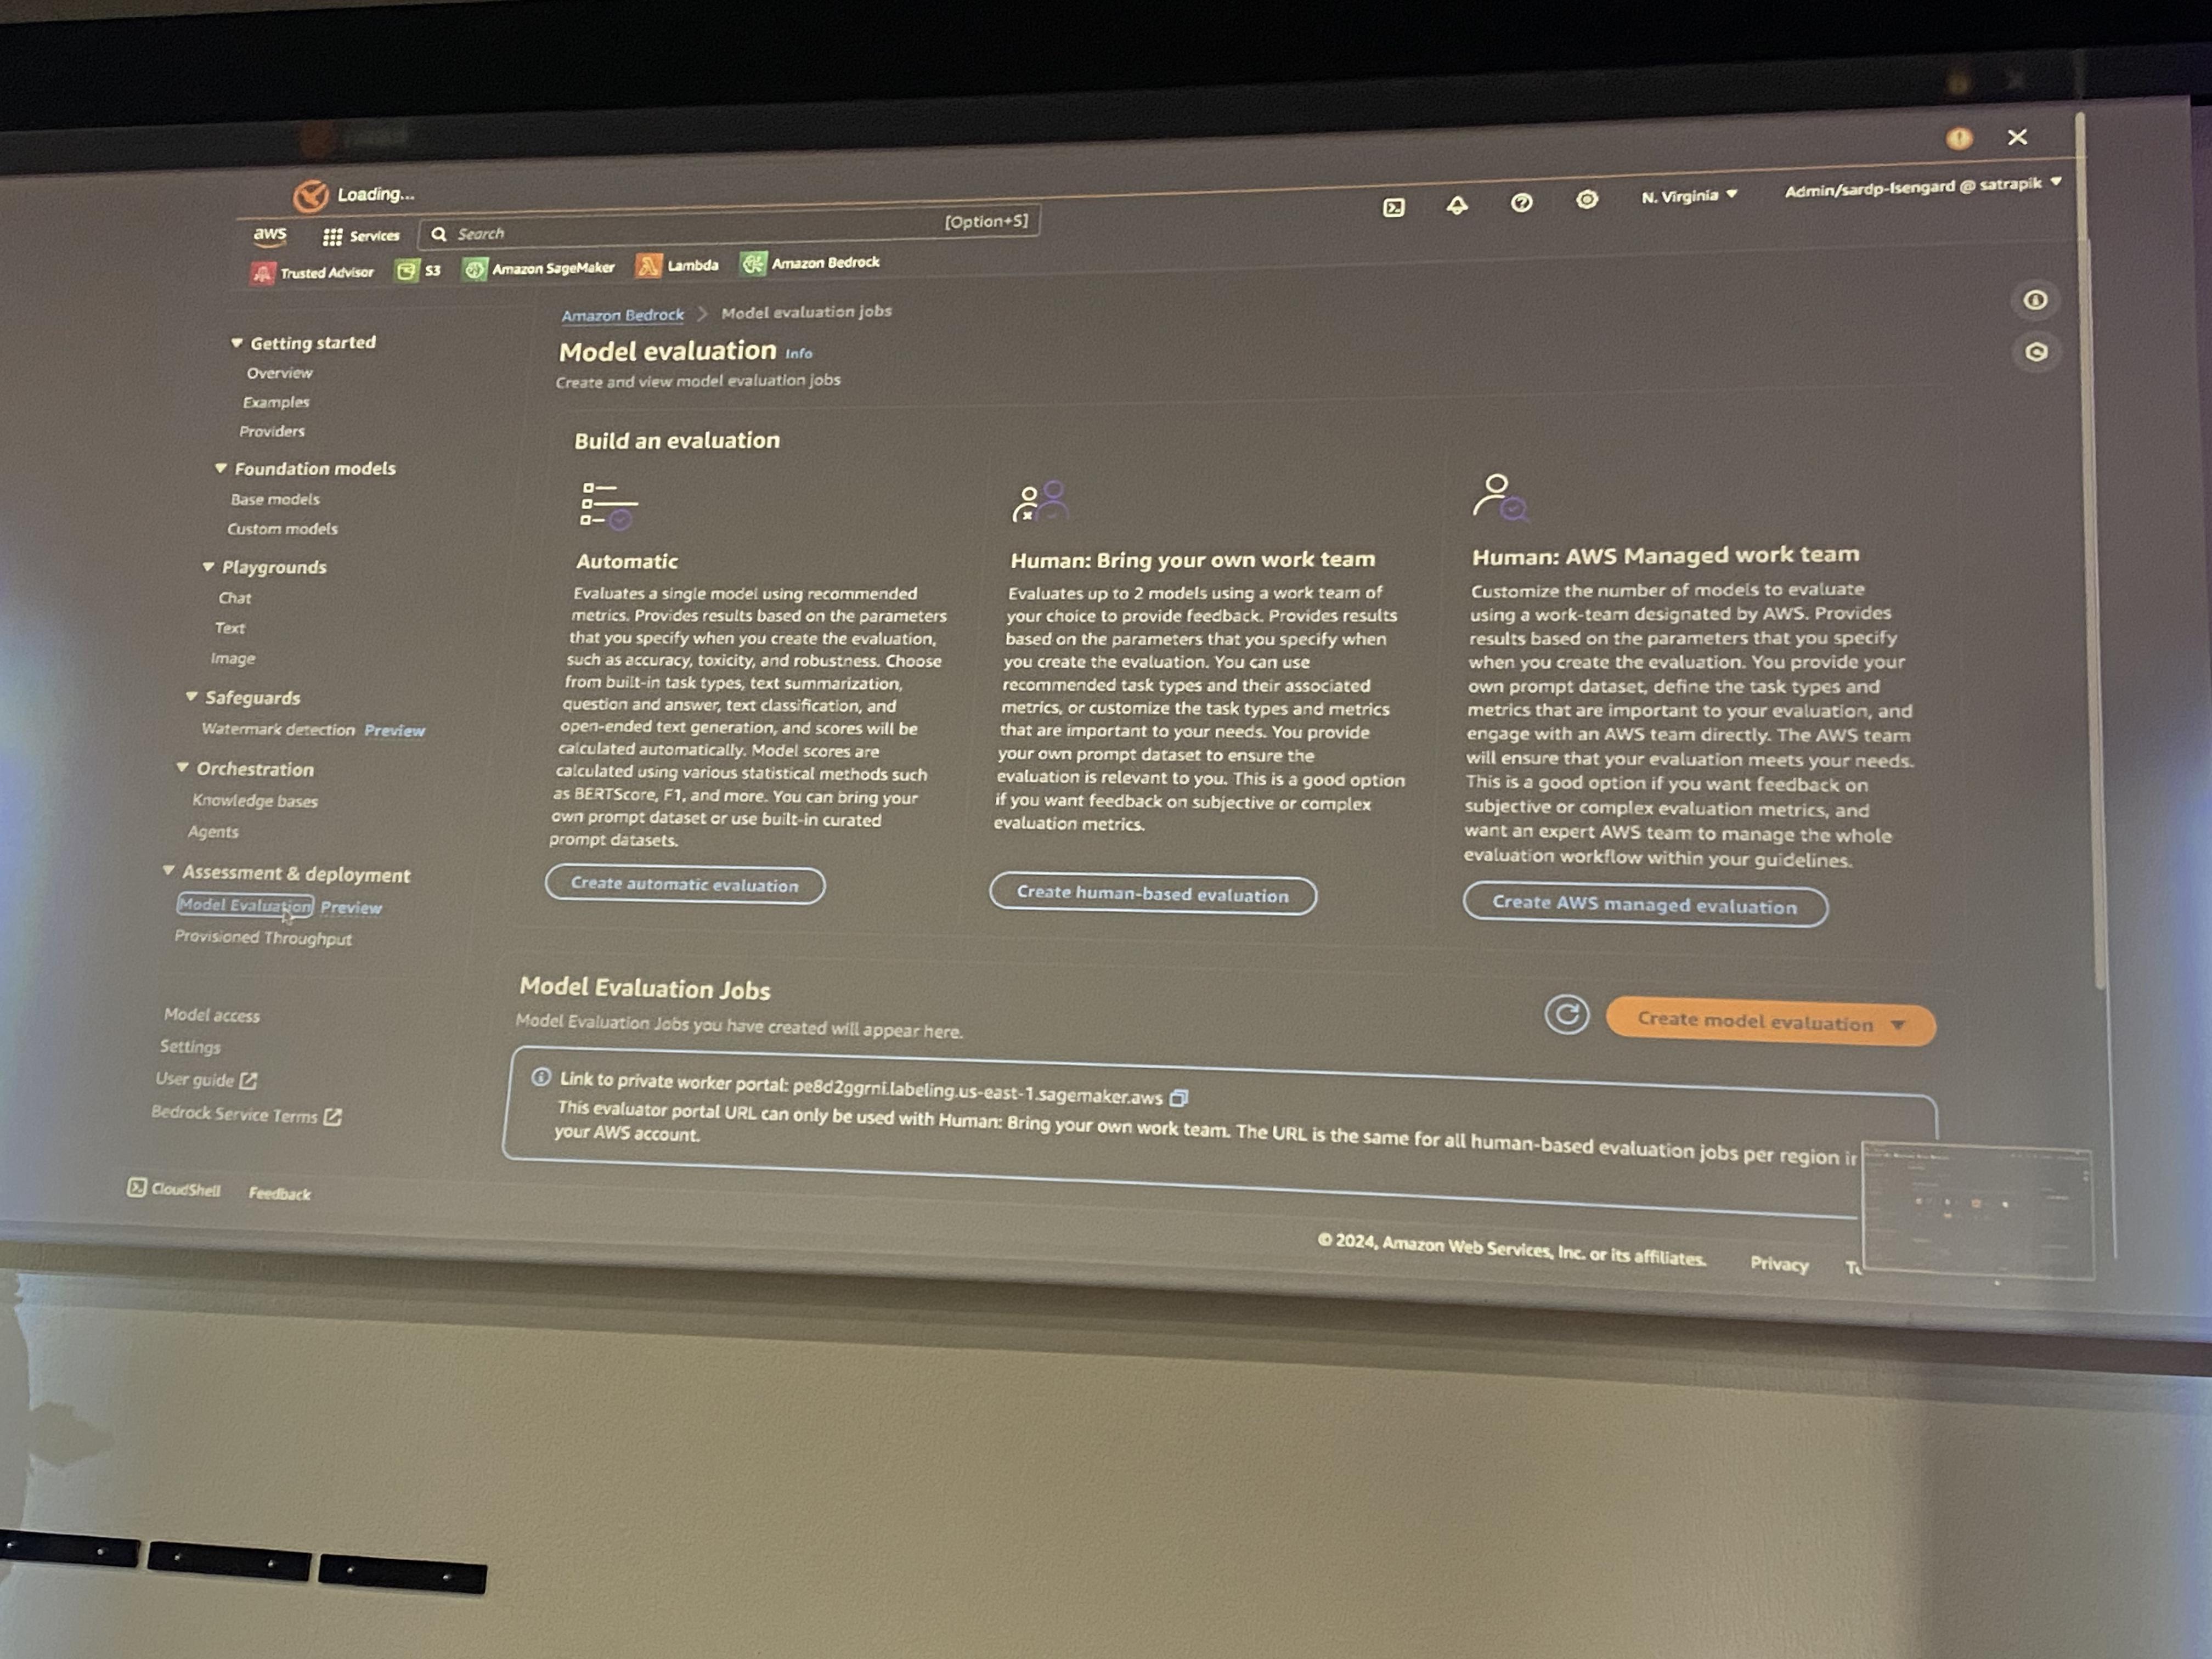 Loading...
aws Services Search [Option+S] N. Virginia Admin/sardp-Isengard @ satrapik
Trusted Advisor S3 Amazon SageMaker Lambda Amazon Bedrock
Getting started
Overview
Examples
Providers
Foundation models
Base models
Custom models
Playgrounds
Chat
Text
Image
Safeguards
Watermark detection Preview
Orchestration
Knowledge bases
Agents
Assessment & deployment
Model Evaluation Preview
Provisioned Throughput
Model access
Settings
User guide
Bedrock Service Terms
Amazon Bedrock > Model evaluation jobs
Model evaluation Info
Create and view model evaluation jobs
Build an evaluation
Automatic
Evaluates a single model using recommended
metrics. Provides results based on the parameters
that you specify when you create the evaluation,
such as accuracy, toxicity, and robustness. Choose
from built-in task types, text summarization,
question and answer, text classification, and
open-ended text generation, and scores will be
calculated automatically. Model scores are
calculated using various statistical methods such
as BERTScore, F1, and more. You can bring your
own prompt dataset or use built-in curated
prompt datasets.
Create automatic evaluation
Human: Bring your own work team
Evaluates up to 2 models using a work team of
your choice to provide feedback. Provides results
based on the parameters that you specify when
you create the evaluation. You can use
recommended task types and their associated
metrics, or customize the task types and metrics
that are important to your needs. You provide
your own prompt dataset to ensure the
evaluation is relevant to you. This is a good option
if you want feedback on subjective or complex
evaluation metrics.
Create human-based evaluation
Human: AWS Managed work team
Customize the number of models to evaluate
using a work-team designated by AWS. Provides
results based on the parameters that you specify
when you create the evaluation. You provide your
own prompt dataset, define the task types and
metrics that are important to your evaluation, and
engage with an AWS team directly. The AWS team
will ensure that your evaluation meets your needs.
This is a good option if you want feedback on
subjective or complex evaluation metrics, and
want an expert AWS team to manage the whole
evaluation workflow within your guidelines.
Create AWS managed evaluation
Model Evaluation Jobs
Model Evaluation Jobs you have created will appear here.
Create model evaluation
Link to private worker portal: pe8d2ggrni.labeling.us-east-1.sagemaker.aws
This evaluator portal URL can only be used with Human: Bring your own work team. The URL is the same for all human-based evaluation jobs per region
your AWS account.
CloudShell Feedback
© 2024, Amazon Web Services, Inc. or its affiliates. Privacy